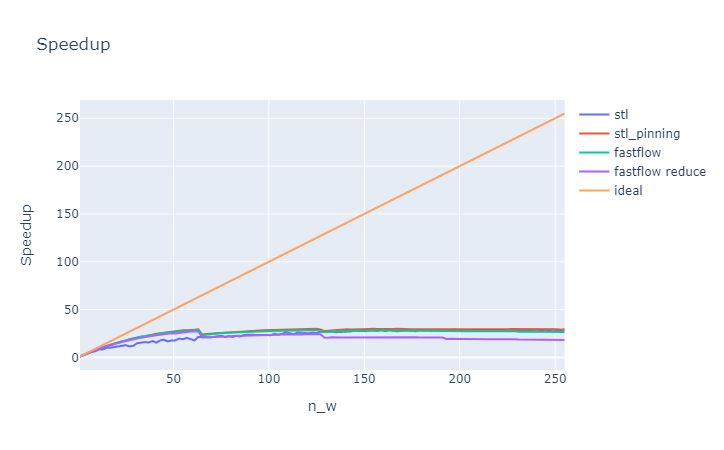 Speedup
250
200
150
100
50
0
Speedup
50
100
150
200
250
n_w
stl
stl_pinning
fastflow
fastflow reduce
ideal